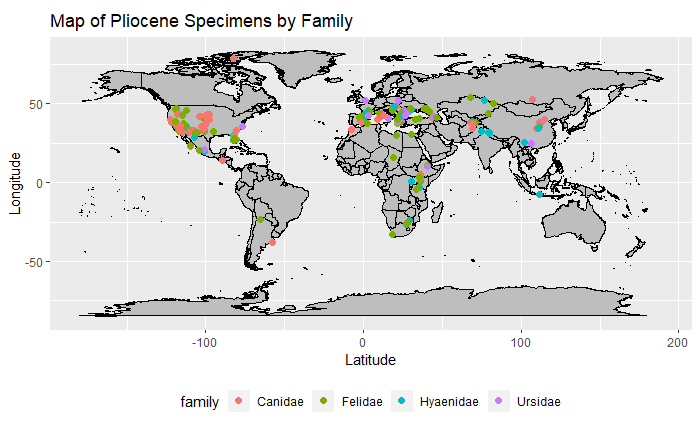 Map of Pliocene Specimens by Family
Longitude
50
0
-50
-100
0
100
200
Latitude
family
Canidae
Felidae
Hyaenidae
Ursidae